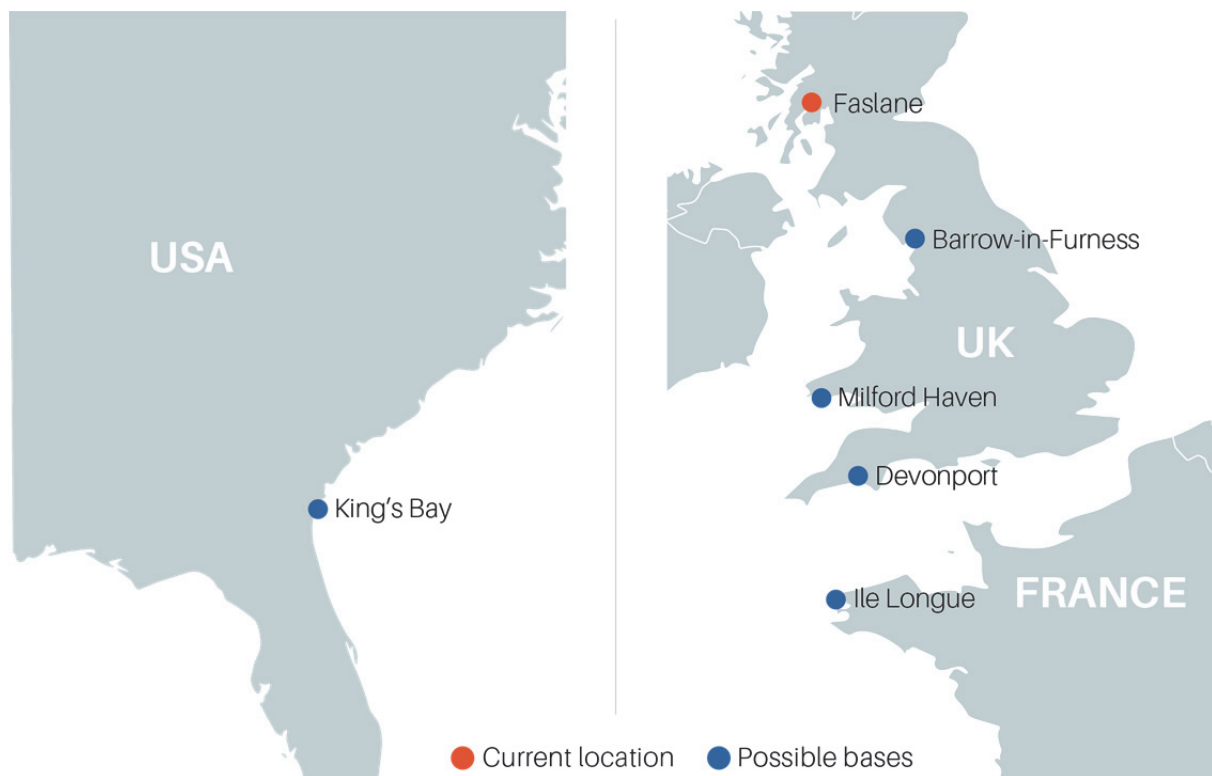 USA
King's Bay
Faslane
Barrow-in-Furness
UK
Milford Haven
Devonport
Ile Longue
FRANCE
Current location
Possible bases